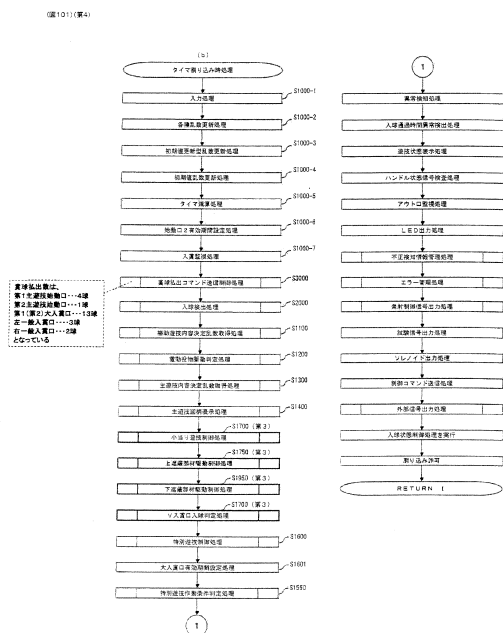 (図101)(第4)
(b)
タイマ割り込み時処理
入力処理
S1000-1
各種乱数更新処理
S1000-2
初期値更新型乱数更新処理
S1000-3
初期値乱数更新処理
S1000-4
タイマ減算処理
S1000-5
始動口2有効期間設定処理
S1000-6
入賞監視処理
S1000-7
賞球払出コマンド送信制御処理
S3000
入球検出処理
S2000
補助遊技内容決定乱数取得処理
S1100
電動役物駆動判定処理
S1200
主遊技内容決定乱数取得処理
S1300
主遊技図柄表示処理
S1400
S1700 (第3)
小当り遊技制御処理
S1750 (第3)
上遮蔽部材駆動制御処理
S1950 (第3)
下遮蔽部材駆動制御処理
S1700 (第3)
V入賞口入球判定処理
特別遊技制御処理
S1600
大入賞口有効期間設定処理
S1601
特別遊技作動条件判定処理
S1550
1
賞球払出数は、
第1主遊技始動口・・・4球
第2主遊技始動口・・・1球
第1(第2)大入賞口・・・13球
左一般入賞口・・・・3球
右一般入賞口・・・2球
となっている
1
異常検知処理
入球通過時間異常検出処理
遊技状態表示処理
ハンドル状態信号検査処理
アウト口監視処理
LED出力処理
不正検知情報管理処理
エラー管理処理
発射制御信号出力処理
試験信号出力処理
ソレノイド出力処理
制御コマンド送信処理
外部信号出力処理
入球状態制御処理を実行
割り込み許可
RETURN